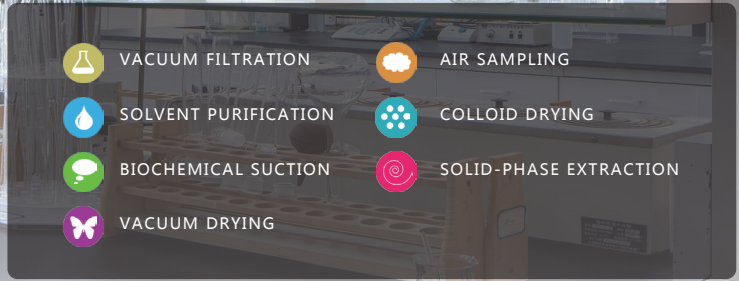 VACUUM FILTRATION
SOLVENT PURIFICATION
BIOCHEMICAL SUCTION
VACUUM DRYING
AIR SAMPLING
COLLOID DRYING
SOLID-PHASE EXTRACTION